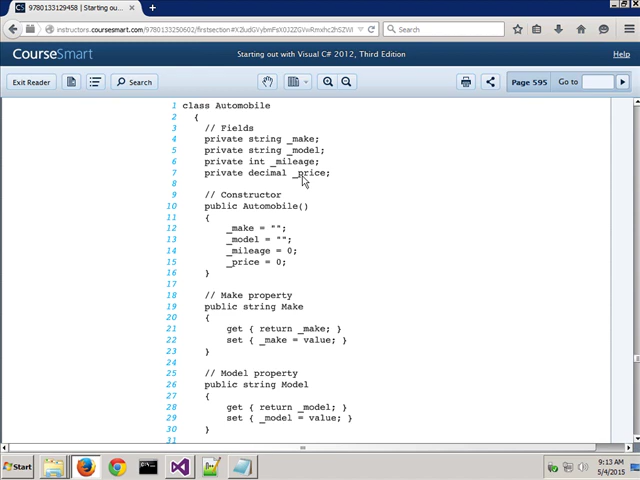 9780133129458 | Starting out...
instructors.coursesmart.com/9781133250602/firstsection#X2ludGVybmFsX0J2ZGVwRmxhc2hSZWFk
Search
CourseSmart
Starting out with Visual C# 2012, Third Edition
Help
Exit Reader
Search
Page 595
Go to
1 class Automobile
2 {
3 // Fields
4 private string _make;
5 private string _model;
6 private int _mileage;
7 private decimal _price;
8
9 // Constructor
10 public Automobile()
11 {
12 _make = "";
13 _model = "";
14 _mileage = 0;
15 _price = 0;
16 }
17
18 // Make property
19 public string Make
20 {
21 get { return _make; }
22 set { _make = value; }
23 }
24
25 // Model property
26 public string Model
27 {
28 get { return _model; }
29 set { _model = value; }
30 }
31
Start
9:13 AM
5/4/2015